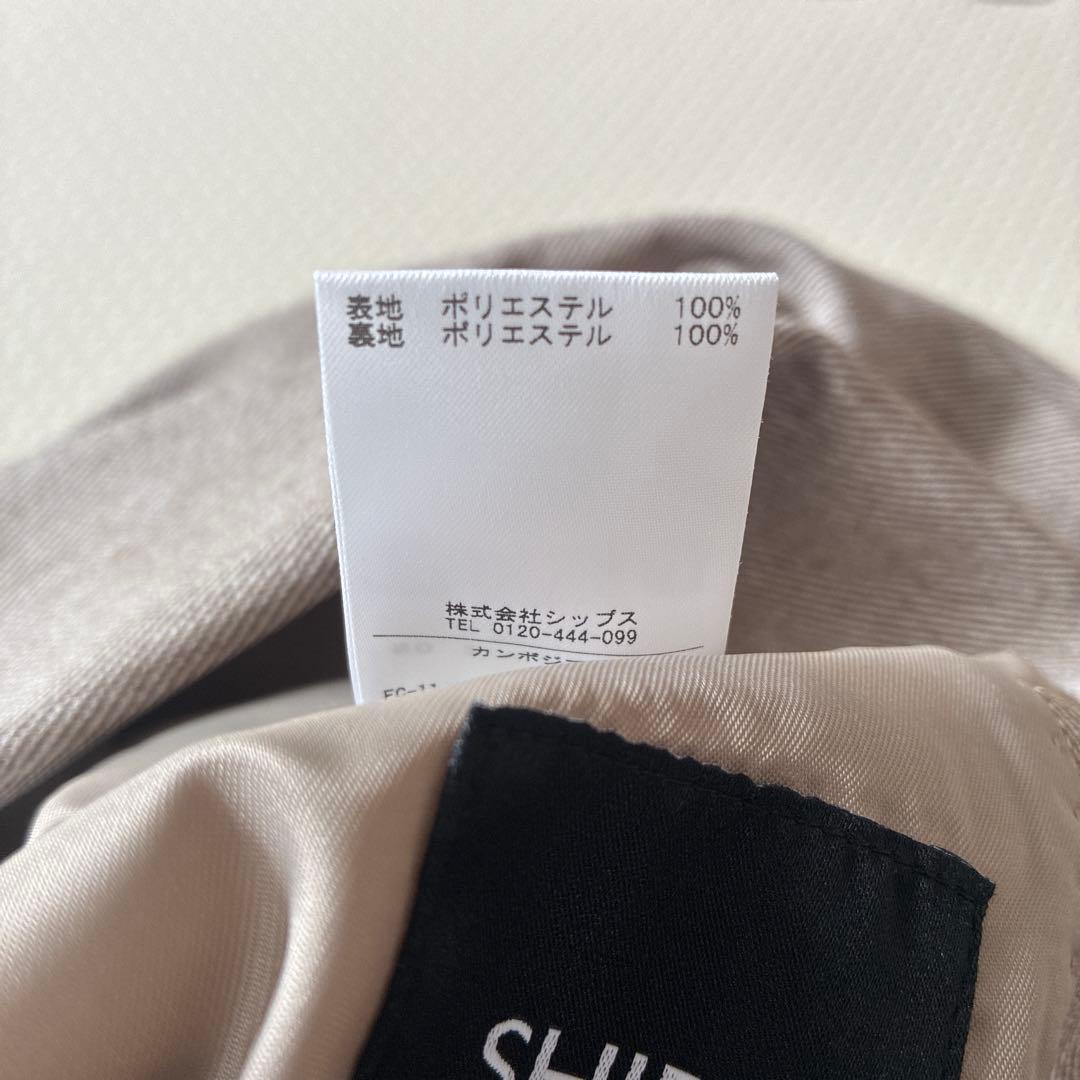 表地 ポリエステル 100%
裏地 ポリエステル 100%
株式会社シップス
TEL 0120-444-099